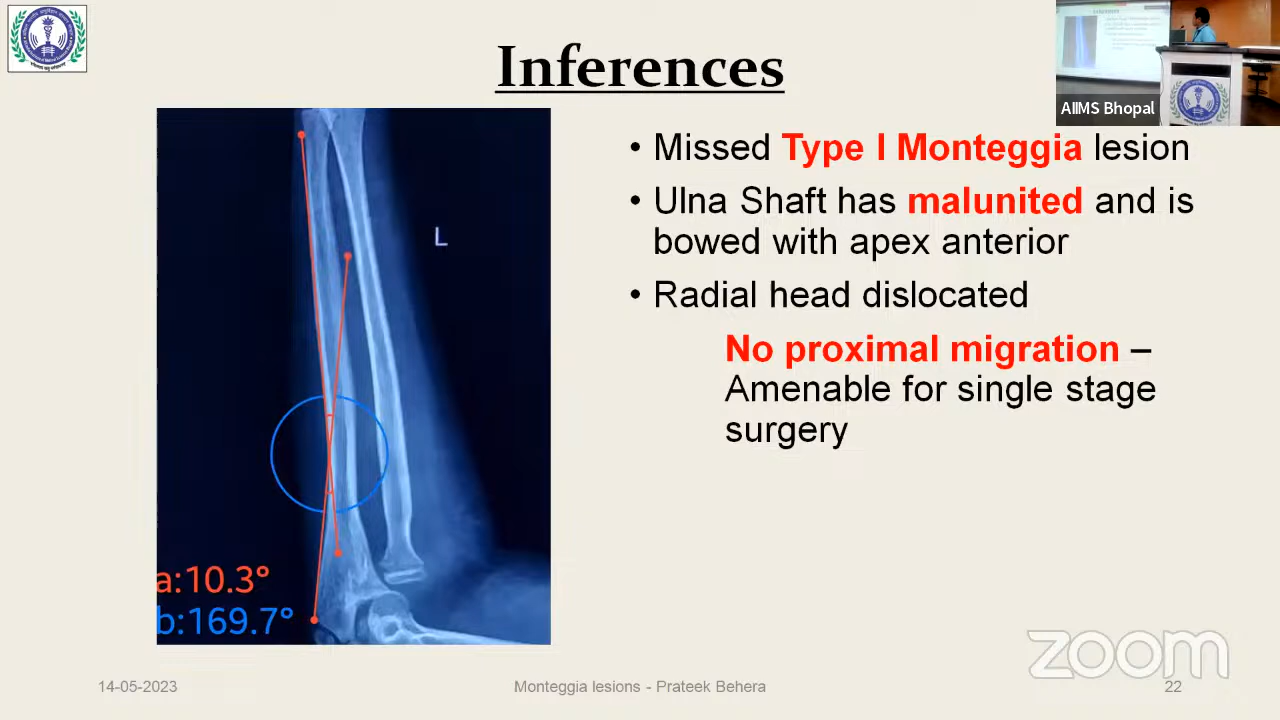 Inferences
AIIMS Bhopal
• Missed Type I Monteggia lesion
• Ulna Shaft has malunited and is
bowed with apex anterior
• Radial head dislocated
No proximal migration –
Amenable for single stage
surgery
L
a:10.3°
b:169.7°
zoom
14-05-2023
Monteggia lesions - Prateek Behera
22